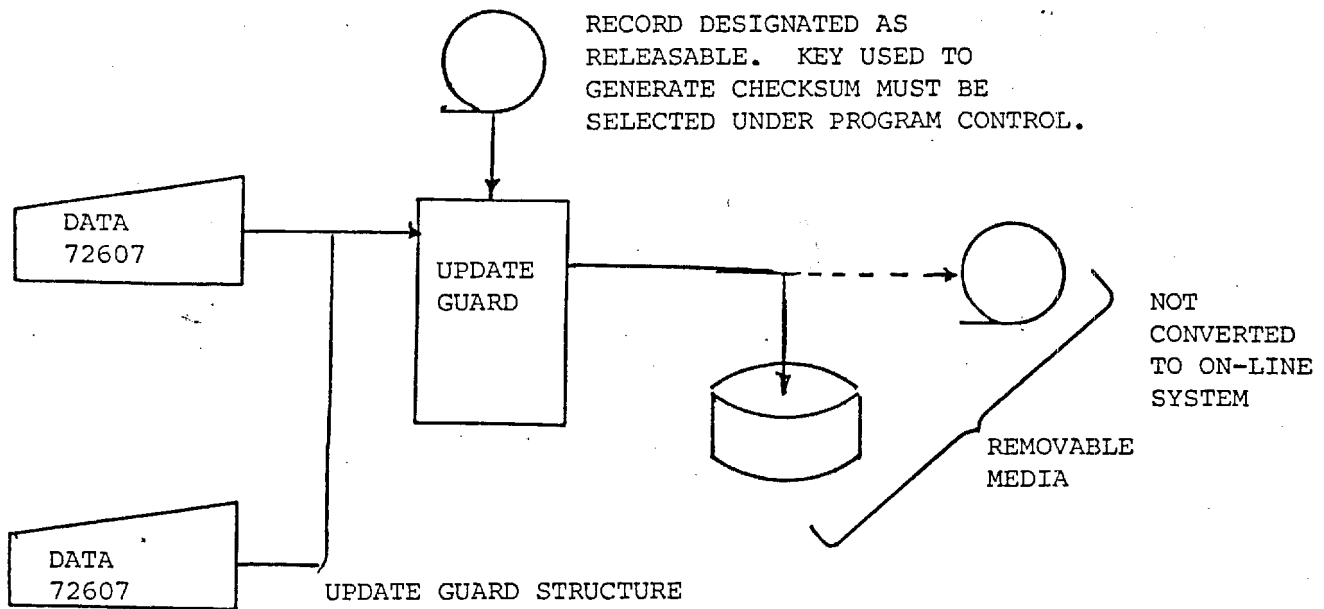 RECORD DESIGNATED AS
RELEASABLE. KEY USED TO
GENERATE CHECKSUM MUST BE
SELECTED UNDER PROGRAM CONTROL.
DATA
72607
UPDATE
GUARD
NOT
CONVERTED
TO ON-LINE
SYSTEM
REMOVABLE
MEDIA
DATA
72607
UPDATE GUARD STRUCTURE